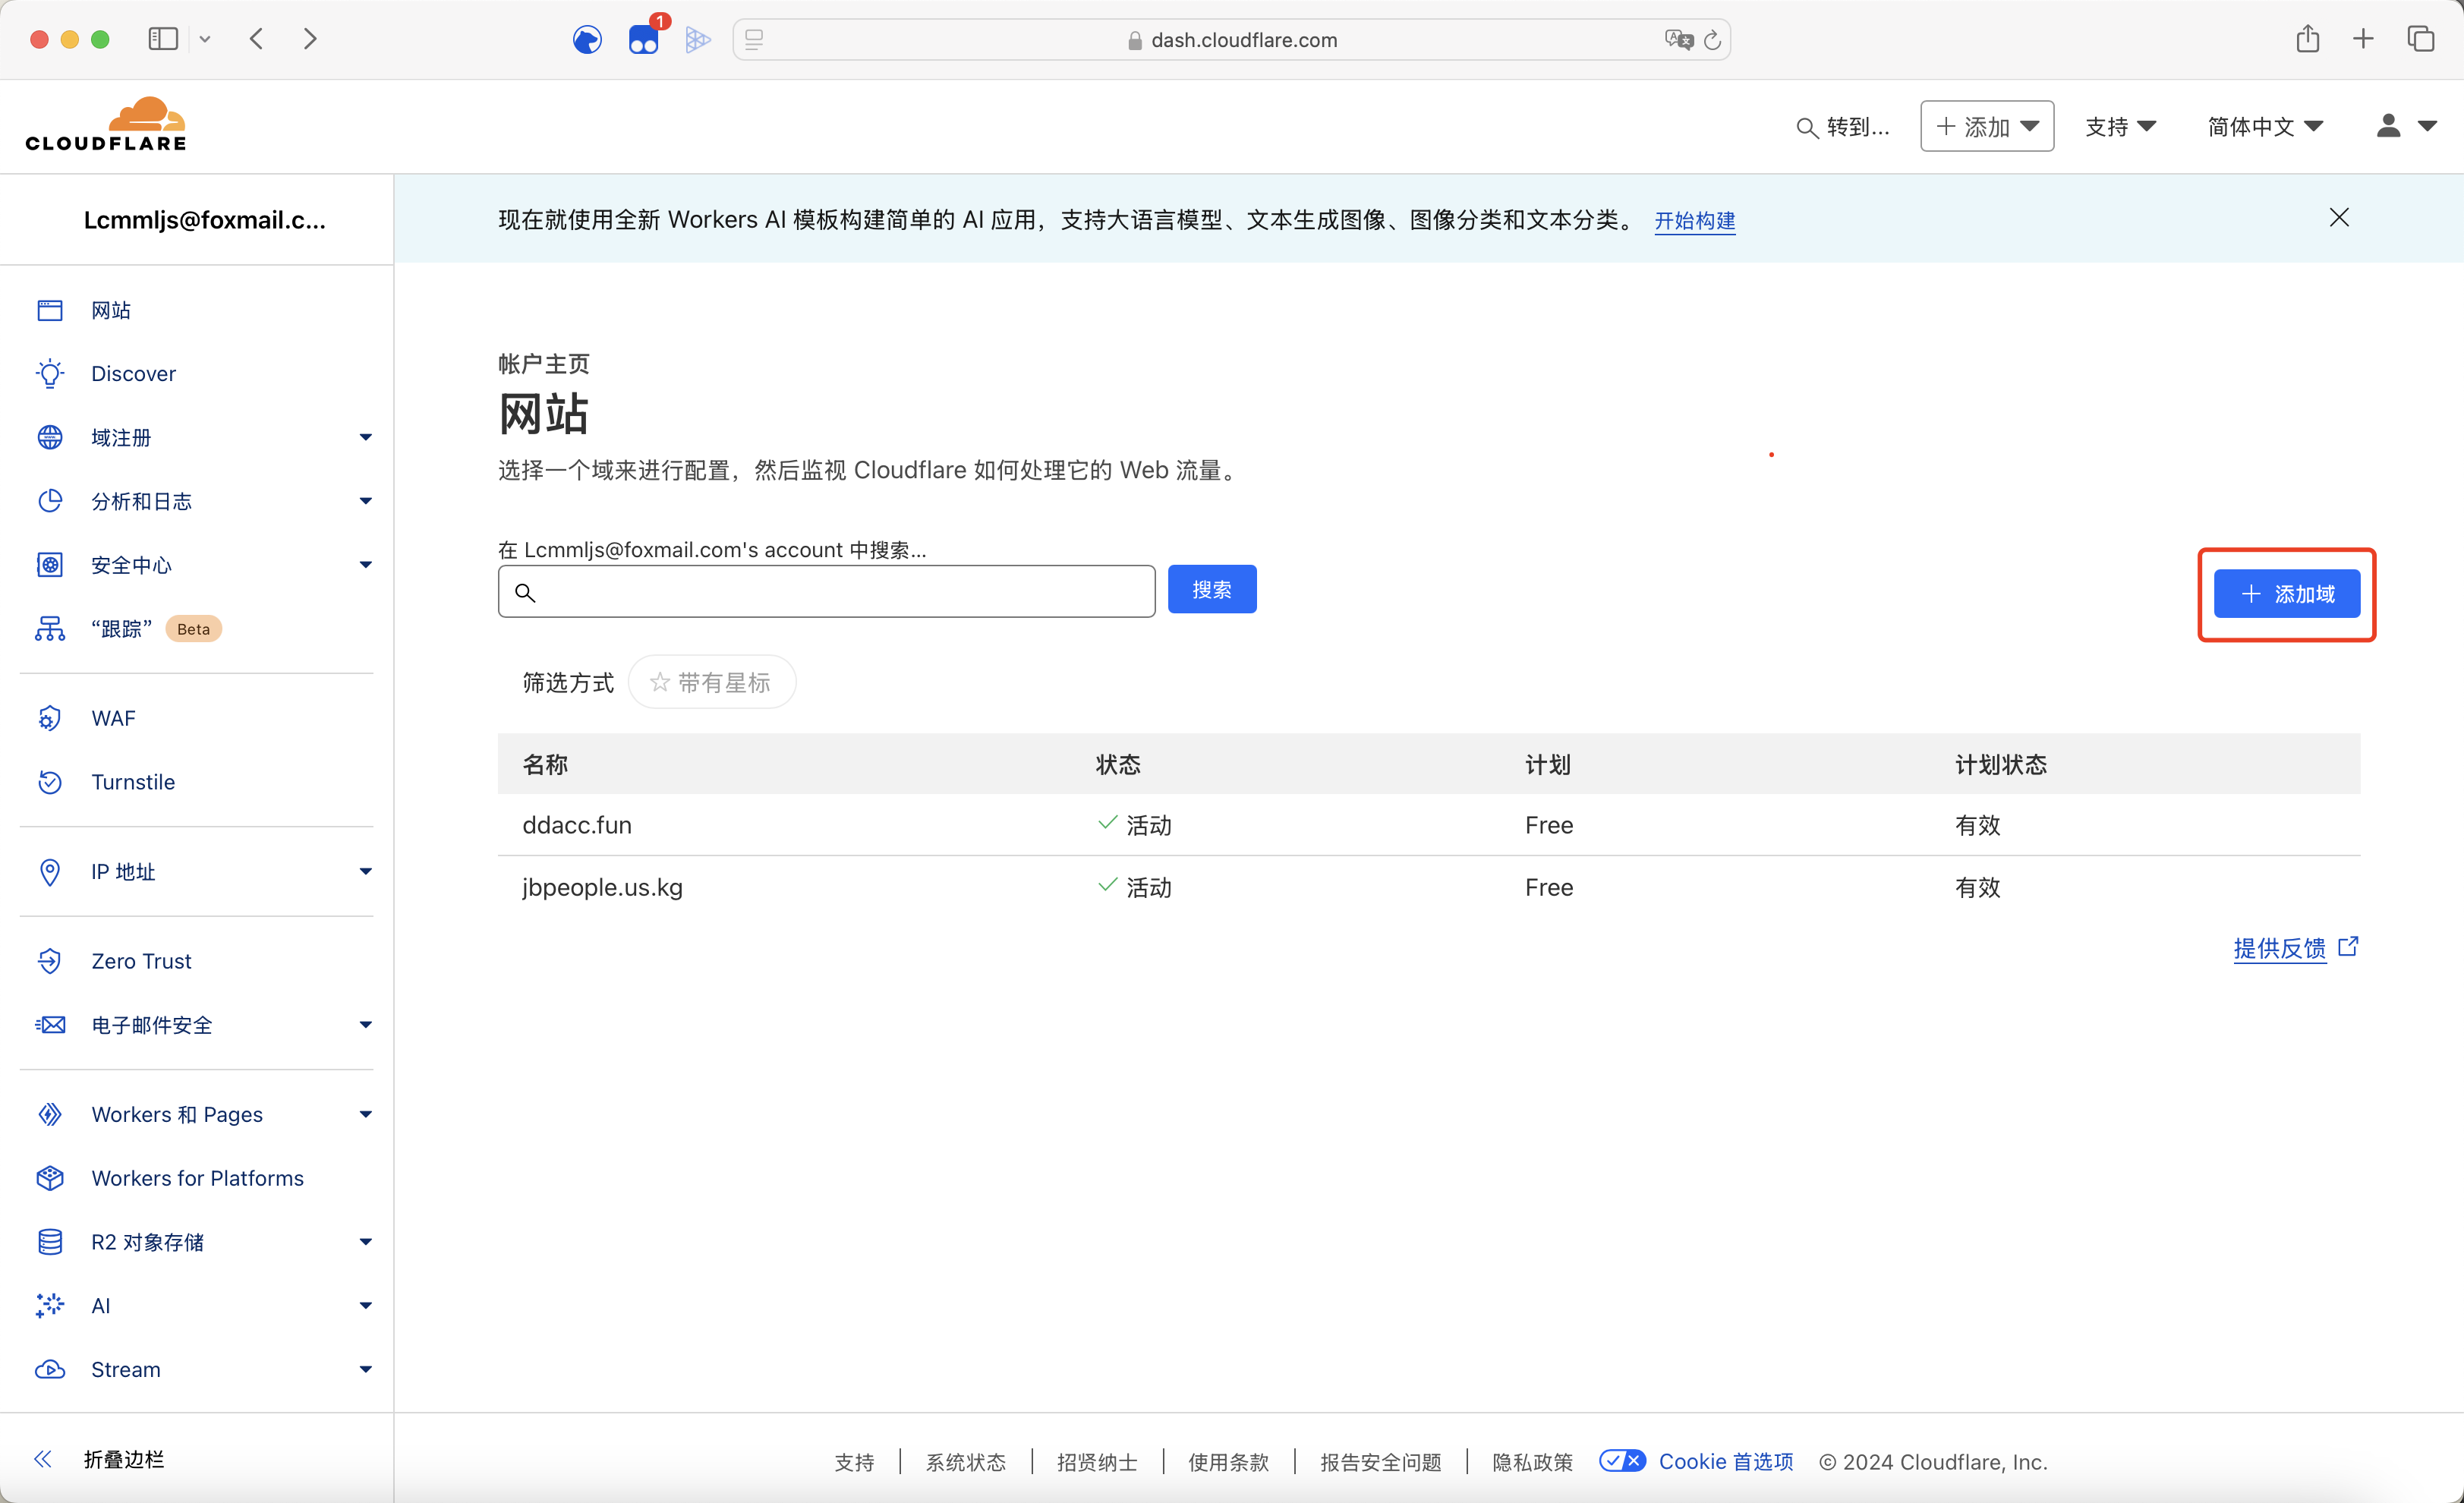 1
dash.cloudflare.com
CLOUDFLARE
转到...
添加
支持
简体中文
Lcmmljs@foxmail.c...
现在就使用全新 Workers AI 模板构建简单的 AI 应用，支持大语言模型、文本生成图像、图像分类和文本分类。 开始构建
网站
Discover
域注册
分析和日志
安全中心
“跟踪” Beta
WAF
Turnstile
IP 地址
Zero Trust
电子邮件安全
Workers 和 Pages
Workers for Platforms
R2 对象存储
AI
Stream
折叠边栏
帐户主页
网站
选择一个域来进行配置，然后监视 Cloudflare 如何处理它的 Web 流量。
在 Lcmmljs@foxmail.com's account 中搜索...
搜索
添加域
筛选方式 带有星标
名称 状态 计划 计划状态
ddacc.fun 活动 Free 有效
jbpeople.us.kg 活动 Free 有效
提供反馈
支持 系统状态 招贤纳士 使用条款 报告安全问题 隐私政策 Cookie 首选项 © 2024 Cloudflare, Inc.